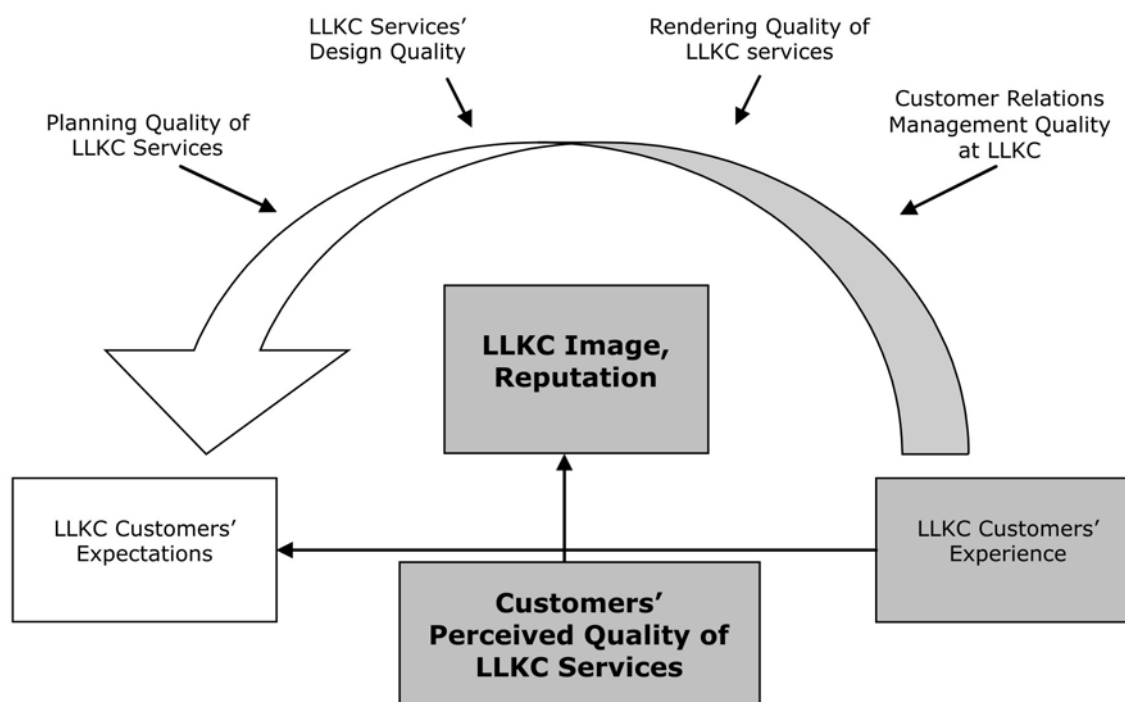 LLKC Services’
Design Quality
Rendering Quality of
LLKC services
Planning Quality of
LLKC Services
Customer Relations
Management Quality
at LLKC
LLKC Image,
Reputation
LLKC Customers’
Expectations
LLKC Customers’
Experience
Customers’
Perceived Quality of
LLKC Services